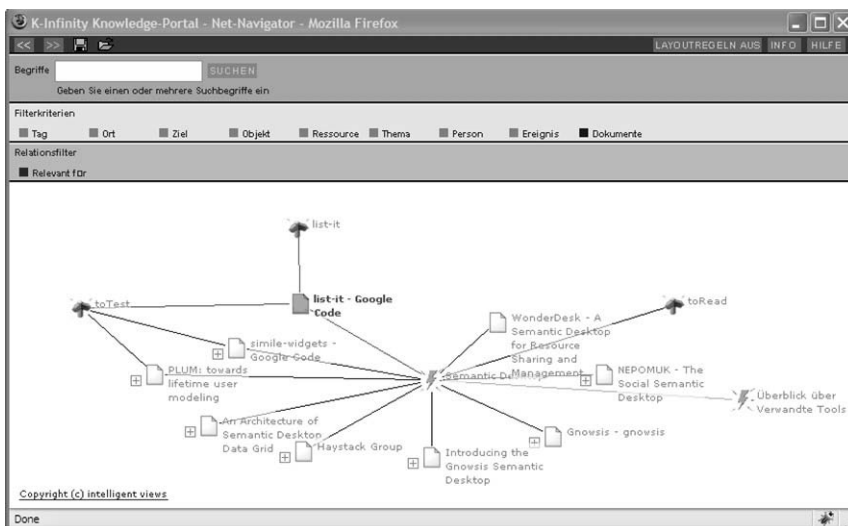 K-Infinity Knowledge-Portal - Net-Navigator - Mozilla Firefox
<< >> LAYOUTREGELN AUS INFO HILFE
Begriffe SUCHEN
Geben Sie einen oder mehrere Suchbegriffe ein
Filterkriterien
Tag Ort Ziel Objekt Ressource Thema Person Ereignis Dokumente
Relationsfilter
Relevant für
list-it
toTest
list-it - Google
Code
toRead
WonderDesk - A
Semantic Desktop
for Resource
Sharing and
Management
simile-widgets -
Google Code
PLUM: towards
lifetime user
modeling
Semantic
NEPOMUK - The
Social Semantic
Desktop
Überblick über
Verwandte Tools
An Architecture of
Semantic Desktop
Data Grid
Haystack Group
Introducing the
Gnowsis Semantic
Desktop
Gnowsis - gnowsis
Copyright (c) intelligent views
Done